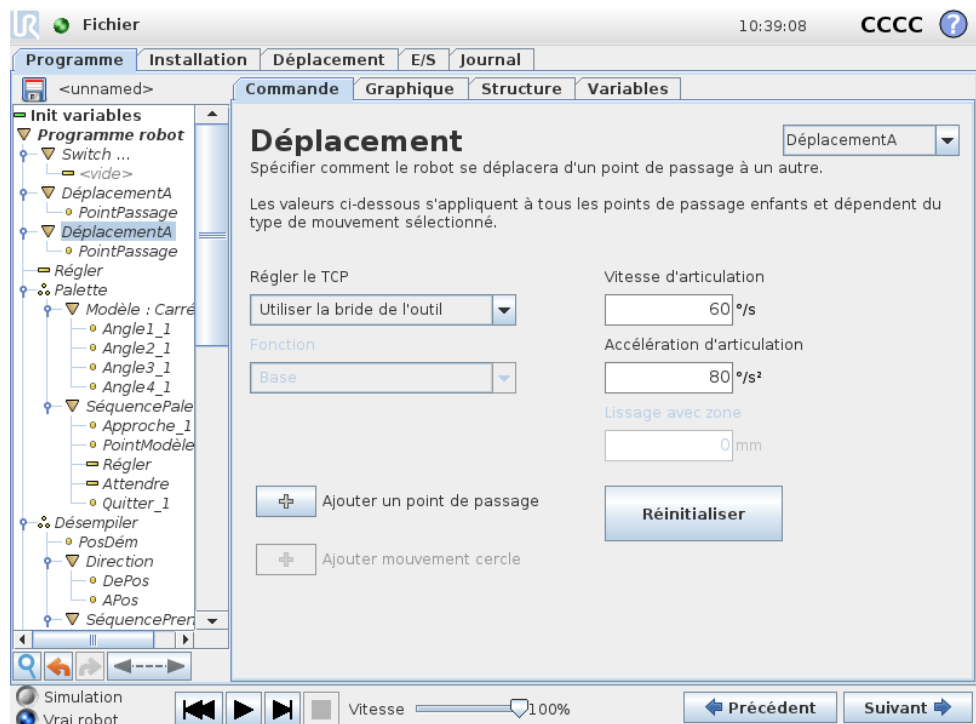 UR Fichier 10:39:08 CCCC ?
Programme Installation Déplacement E/S Journal
<unnamed>
Commande Graphique Structure Variables
Init variables
Programme robot
Switch ...
<vide>
DéplacementA
PointPassage
DéplacementA
PointPassage
Régler
Palette
Modèle : Carré
Angle1_1
Angle2_1
Angle3_1
Angle4_1
SéquencePale
Approche_1
PointModèle
Régler
Attendre
Quitter_1
Désempiler
PosDém
Direction
DePos
APos
SéquencePren
Déplacement
DéplacementA
Spécifier comment le robot se déplacera d'un point de passage à un autre.
Les valeurs ci-dessous s'appliquent à tous les points de passage enfants et dépendent du
type de mouvement sélectionné.
Régler le TCP
Utiliser la bride de l'outil
Fonction
Base
Vitesse d'articulation
60 °/s
Accélération d'articulation
80 °/s²
Lissage avec zone
0 mm
Ajouter un point de passage
Réinitialiser
Ajouter mouvement cercle
Simulation
Vrai robot
Vitesse 100%
Précédent
Suivant